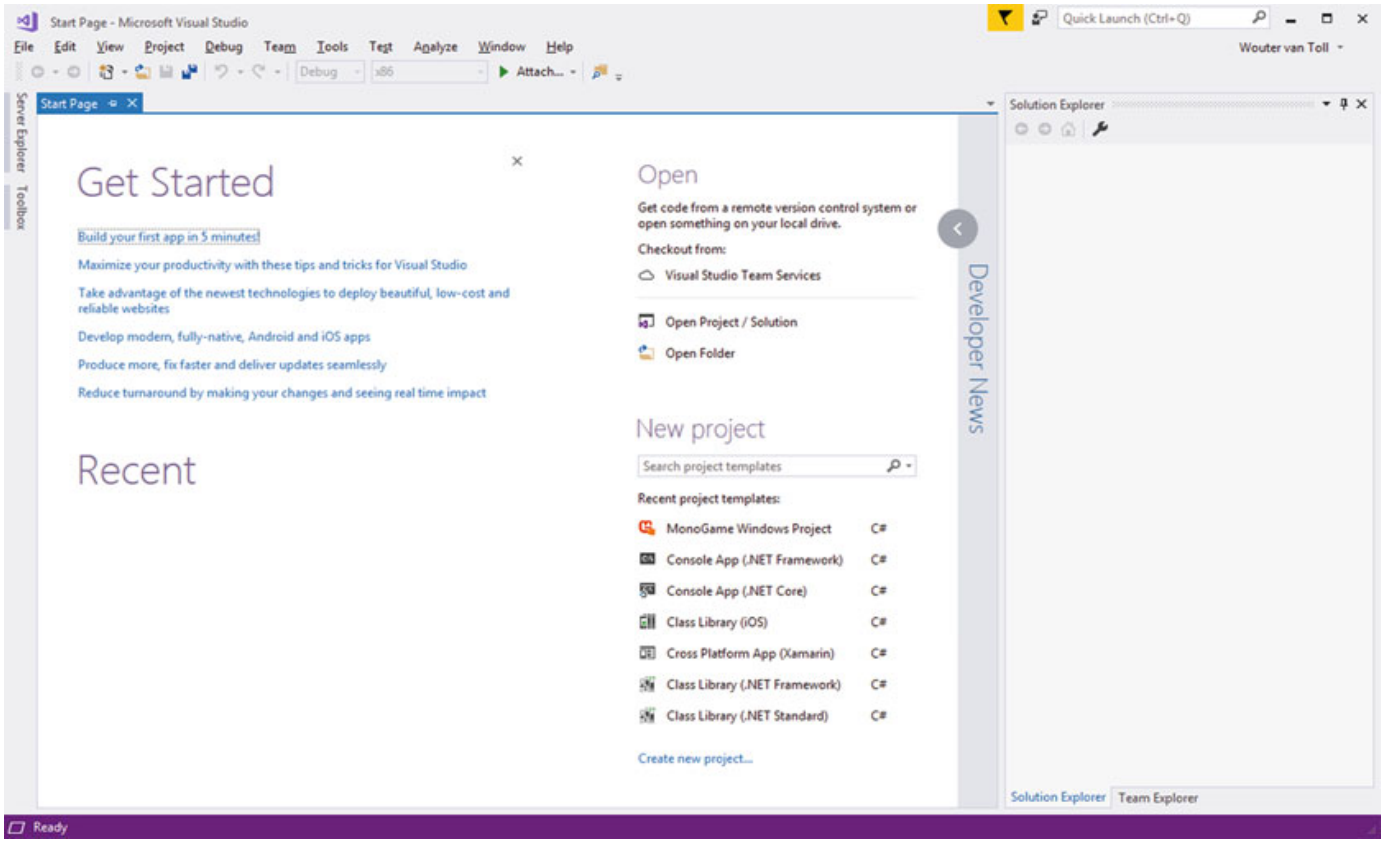 Start Page - Microsoft Visual Studio
Quick Launch (Ctrl+Q)
File Edit View Project Debug Team Tools Test Analyze Window Help
Wouter van Toll
Debug x86 Attach...
Server Explorer
Toolbox
Start Page
Get Started
Build your first app in 5 minutes!
Maximize your productivity with these tips and tricks for Visual Studio
Take advantage of the newest technologies to deploy beautiful, low-cost and
reliable websites
Develop modern, fully-native, Android and iOS apps
Produce more, fix faster and deliver updates seamlessly
Reduce turnaround by making your changes and seeing real time impact
Recent
Open
Get code from a remote version control system or
open something on your local drive.
Checkout from:
Visual Studio Team Services
Open Project / Solution
Open Folder
New project
Search project templates
Recent project templates:
MonoGame Windows Project C#
Console App (.NET Framework) C#
Console App (.NET Core) C#
Class Library (iOS) C#
Cross Platform App (Xamarin) C#
Class Library (.NET Framework) C#
Class Library (.NET Standard) C#
Create new project...
Developer News
Solution Explorer
Solution Explorer Team Explorer
Ready